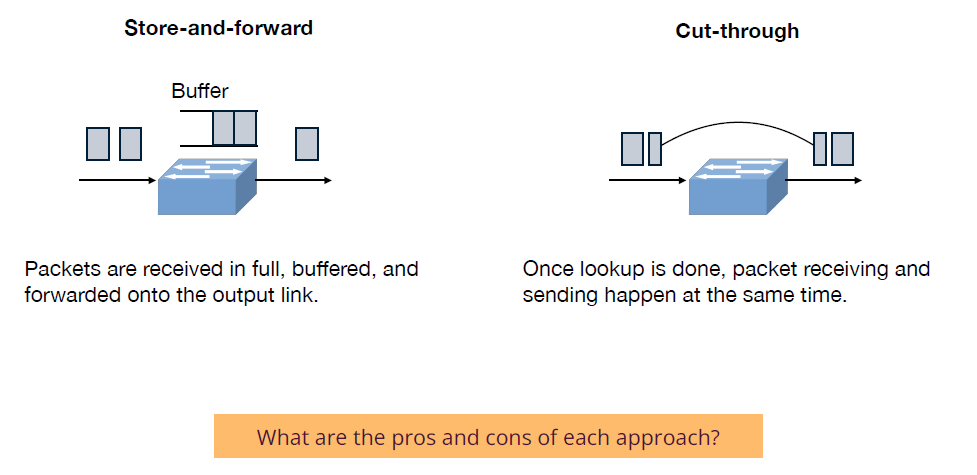 Store-and-forward
Cut-through
Buffer
Packets are received in full, buffered, and
forwarded onto the output link.
Once lookup is done, packet receiving and
sending happen at the same time.
What are the pros and cons of each approach?